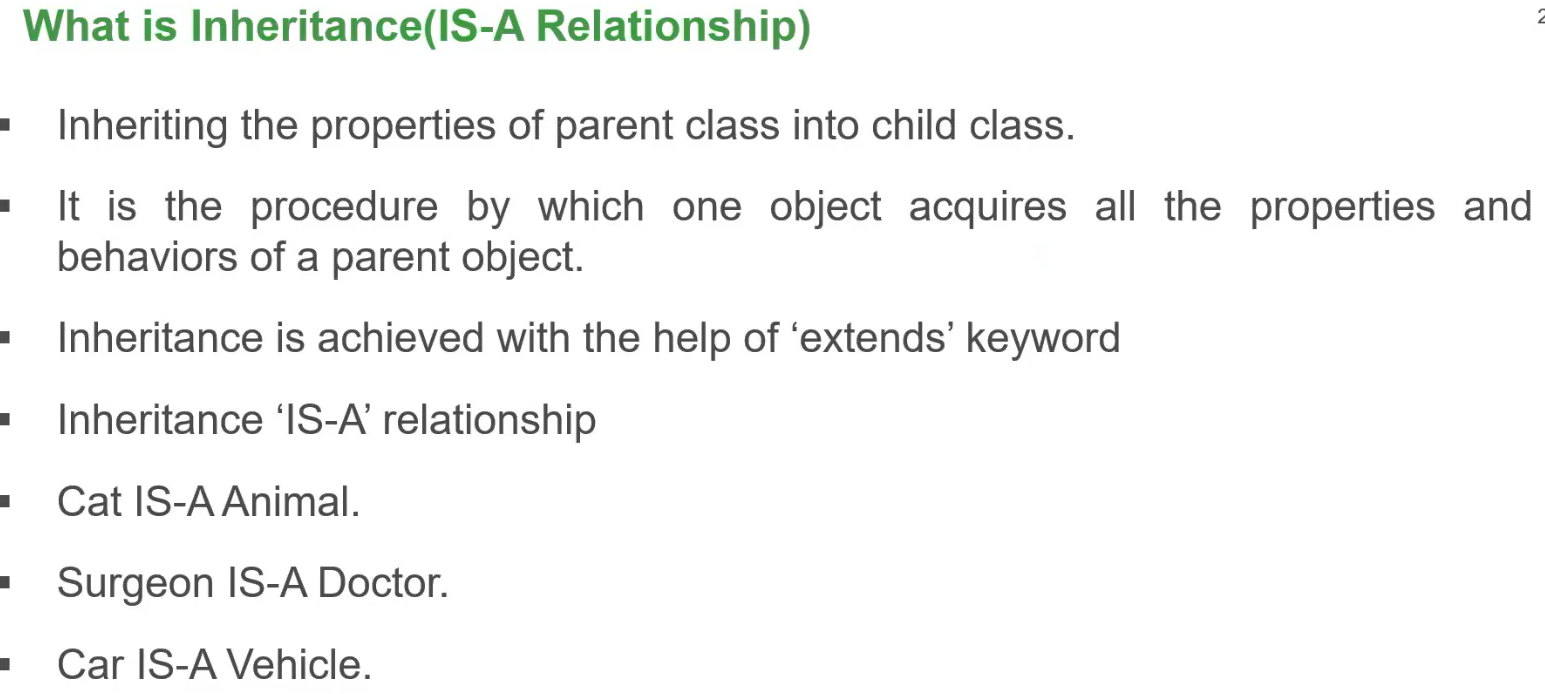 What is Inheritance(IS-A Relationship)
2
▪ Inheriting the properties of parent class into child class.
▪ It is the procedure by which one object acquires all the properties and
behaviors of a parent object.
▪ Inheritance is achieved with the help of ‘extends’ keyword
▪ Inheritance ‘IS-A’ relationship
▪ Cat IS-A Animal.
▪ Surgeon IS-A Doctor.
▪ Car IS-A Vehicle.